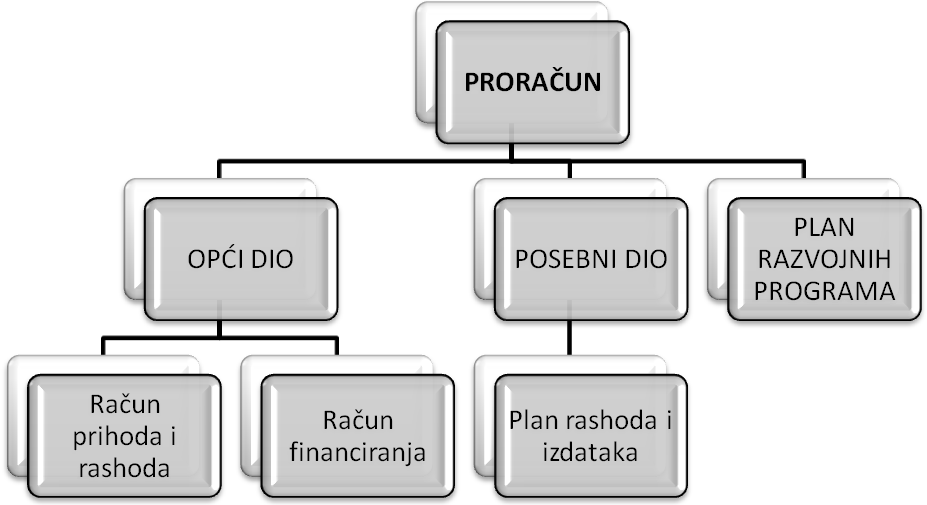 PRORAČUN
OPĆI DIO
POSEBNI DIO
PLAN
RAZVOJNIH
PROGRAMA
Račun
prihoda i
rashoda
Račun
financiranja
Plan rashoda i
izdataka